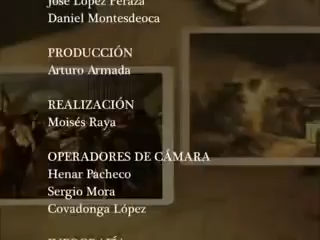 José López Peraza
Daniel Montesdeoca
PRODUCCIÓN
Arturo Armada
REALIZACIÓN
Moisés Raya
OPERADORES DE CÁMARA
Henar Pacheco
Sergio Mora
Covadonga López